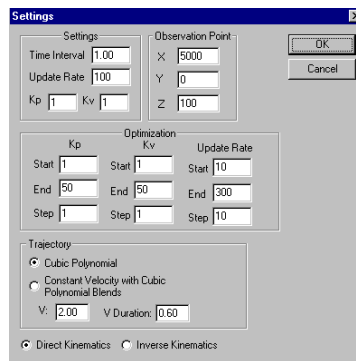 Settings
Settings
Time Interval 1.00
Update Rate 100
Kp 1 Kv 1
Observation Point
X 5000
Y 0
Z 100
OK
Cancel
Optimization
Kp Kv Update Rate
Start 1 Start 1 Start 10
End 50 End 50 End 300
Step 1 Step 1 Step 10
Trajectory
Cubic Polynomial
Constant Velocity with Cubic
Polynomial Blends
V: 2.00 V Duration: 0.60
Direct Kinematics Inverse Kinematics